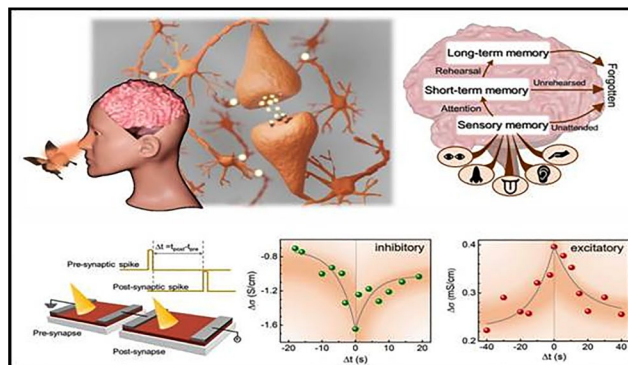 Long-term memory
Rehearsal
Short-term memory
Unrehearsed
Attention
Sensory memory
Unattended
Forgotten
Δt =tpost-tpre
Pre-synaptic spike
Post-synaptic spike
Pre-synapse
Post-synapse
inhibitory
Δσ (S/cm)
-0.8
-1.2
-1.6
-20 -10 0 10 20
Δt (s)
excitatory
Δσ (mS/cm)
0.4
0.3
0.2
-40 -20 0 20 40
Δt (s)